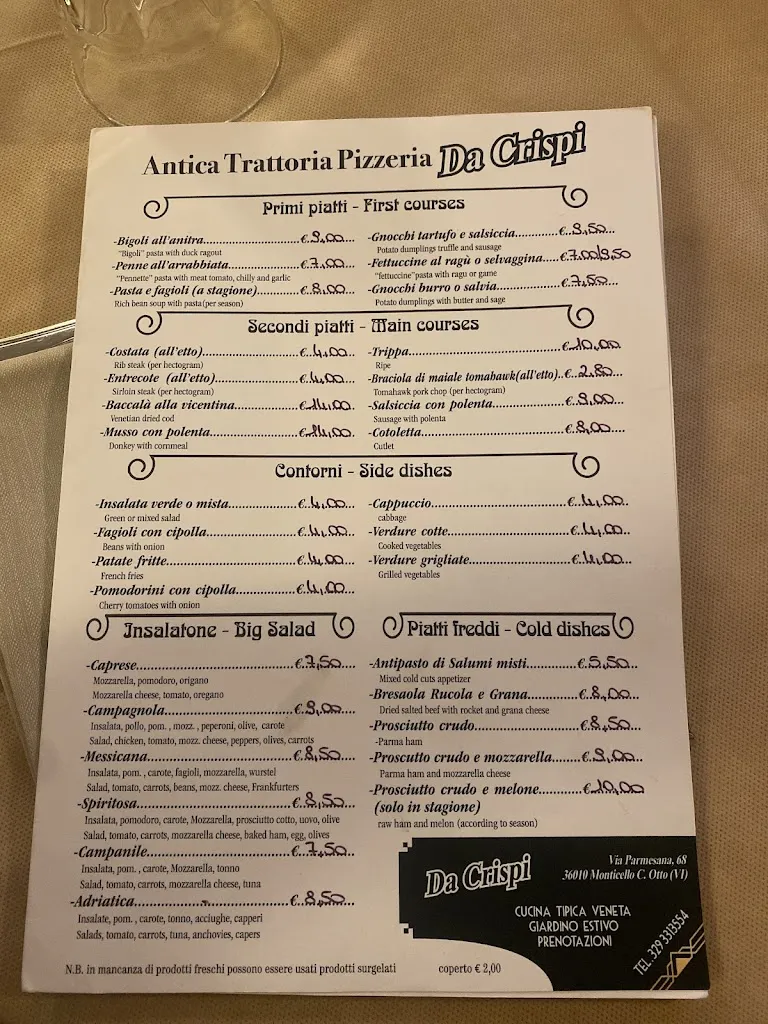 Antica Trattoria Pizzeria Da Crispi
Primi piatti - First courses
-Bigoli all'anitra.....................€.9,00...
"Bigoli" pasta with duck ragout
-Penne all'arrabbiata..................€.7,00...
"Pennette" pasta with meat tomato, chilly and garlic
-Pasta e fagioli (a stagione)..........€.8,00....
Rich bean soup with pasta(per season)
-Gnocchi tartufo e salsiccia...........€..9,50...
Potato dumplings truffle and sausage
-Fettuccine al ragù o selvaggina....€7,00/9,50
"fettuccine"pasta with ragu or game
-Gnocchi burro o salvia................€.7,50...
Potato dumplings with butter and sage
Secondi piatti - Main courses
-Costata (all'etto)....................€..4,00...
Rib steak (per hectogram)
-Entrecote (all'etto)..................€..4,00...
Sirloin steak (per hectogram)
-Baccalà alla vicentina................€..14,00..
Venetian dried cod
-Musso con polenta.....................€..14,00.
Donkey with cornmeal
-Trippa................................€..10,00
Ripe
-Braciola di maiale tomahawk(all'etto)..€..2,80..
Tomahawk pork chop (per hectogram)
-Salsiccia con polenta.................€..9,00...
Sausage with polenta
-Cotoletta.............................€.8,00....
Cutlet
Contorni - Side dishes
-Insalata verde o mista................€..4,00...
Green or mixed salad
-Fagioli con cipolla...................€..4,00...
Beans with onion
-Patate fritte.........................€..4,00...
French fries
-Pomodorini con cipolla................€..4,00...
Cherry tomatoes with onion
-Cappuccio.............................€..4,00..
cabbage
-Verdure cotte.........................€..4,00...
Cooked vegetables
-Verdure grigliate.....................€..4,00...
Grilled vegetables
Insalatone - Big Salad
-Caprese...............................€.7,50...
Mozzarella, pomodoro, origano
Mozzarella cheese, tomato, oregano
-Campagnola............................€..9,00...
Insalata, pollo, pom. , mozz. , peperoni, olive, carote
Salad, chicken, tomato, mozz. cheese, peppers, olives, carrots
-Messicana.............................€.8,50...
Insalata, pom. , carote, fagioli, mozzarella, wurstel
Salad, tomato, carrots, beans, mozz. cheese, Frankfurters
-Spiritosa.............................€..8,50...
Insalata, pomodoro, carote, Mozzarella, prosciutto cotto, uovo, olive
Salad, tomato, carrots, mozzarella cheese, baked ham, egg, olives
-Campanile.............................€..7,50...
Insalata, pom. , carote, Mozzarella, tonno
Salad, tomato, carrots, mozzarella cheese, tuna
-Adriatica.............................€..8,50...
Insalate, pom. , carote, tonno, acciughe, capperi
Salads, tomato, carrots, tuna, anchovies, capers
Piatti freddi - Cold dishes
-Antipasto di Salumi misti.............€.5,50...
Mixed cold cuts appetizer
-Bresaola Rucola e Grana...............€..8,00...
Dried salted beef with rocket and grana cheese
-Prosciutto crudo......................€..8,50...
-Parma ham
-Proscutto crudo e mozzarella..........€..9,00...
Parma ham and mozzarella cheese
-Prosciutto crudo e melone.............€..10,00
(solo in stagione)
raw ham and melon (according to season)
Da Crispi
Via Parmesana, 68
36010 Monticello C. Otto (VI)
CUCINA TIPICA VENETA
GIARDINO ESTIVO
PRENOTAZIONI
TEL. 329 3313554
N.B. in mancanza di prodotti freschi possono essere usati prodotti surgelati coperto € 2,00